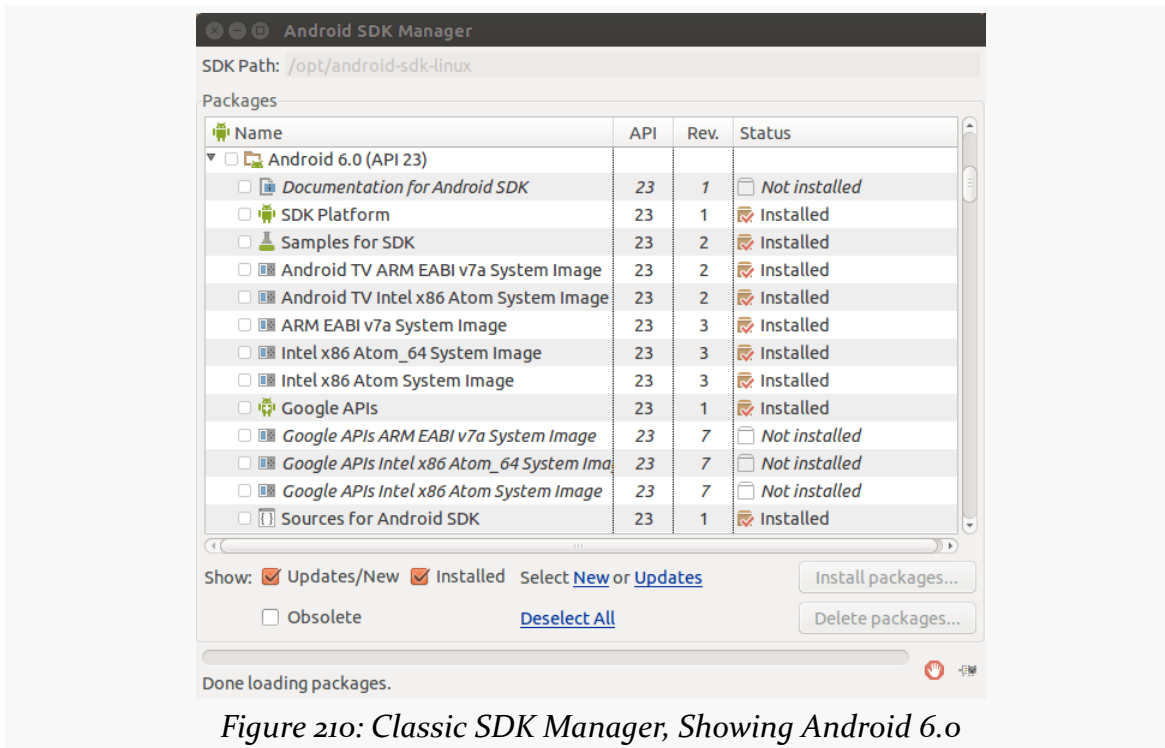 Android SDK Manager
SDK Path: /opt/android-sdk-linux
Packages
Name API Rev. Status
Android 6.0 (API 23)
Documentation for Android SDK 23 1 Not installed
SDK Platform 23 1 Installed
Samples for SDK 23 2 Installed
Android TV ARM EABI v7a System Image 23 2 Installed
Android TV Intel x86 Atom System Image 23 2 Installed
ARM EABI v7a System Image 23 3 Installed
Intel x86 Atom_64 System Image 23 3 Installed
Intel x86 Atom System Image 23 3 Installed
Google APIs 23 1 Installed
Google APIs ARM EABI v7a System Image 23 7 Not installed
Google APIs Intel x86 Atom_64 System Ima 23 7 Not installed
Google APIs Intel x86 Atom System Image 23 7 Not installed
Sources for Android SDK 23 1 Installed
Show: Updates/New Installed Select New or Updates Install packages...
Obsolete Deselect All Delete packages...
Done loading packages.
Figure 210: Classic SDK Manager, Showing Android 6.0